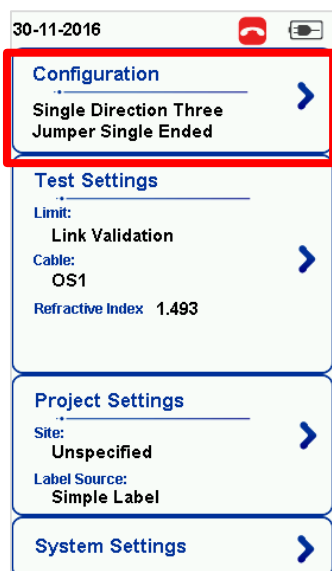 30-11-2016
Configuration
Single Direction Three
Jumper Single Ended
Test Settings
Limit:
Link Validation
Cable:
OS1
Refractive Index 1.493
Project Settings
Site:
Unspecified
Label Source:
Simple Label
System Settings